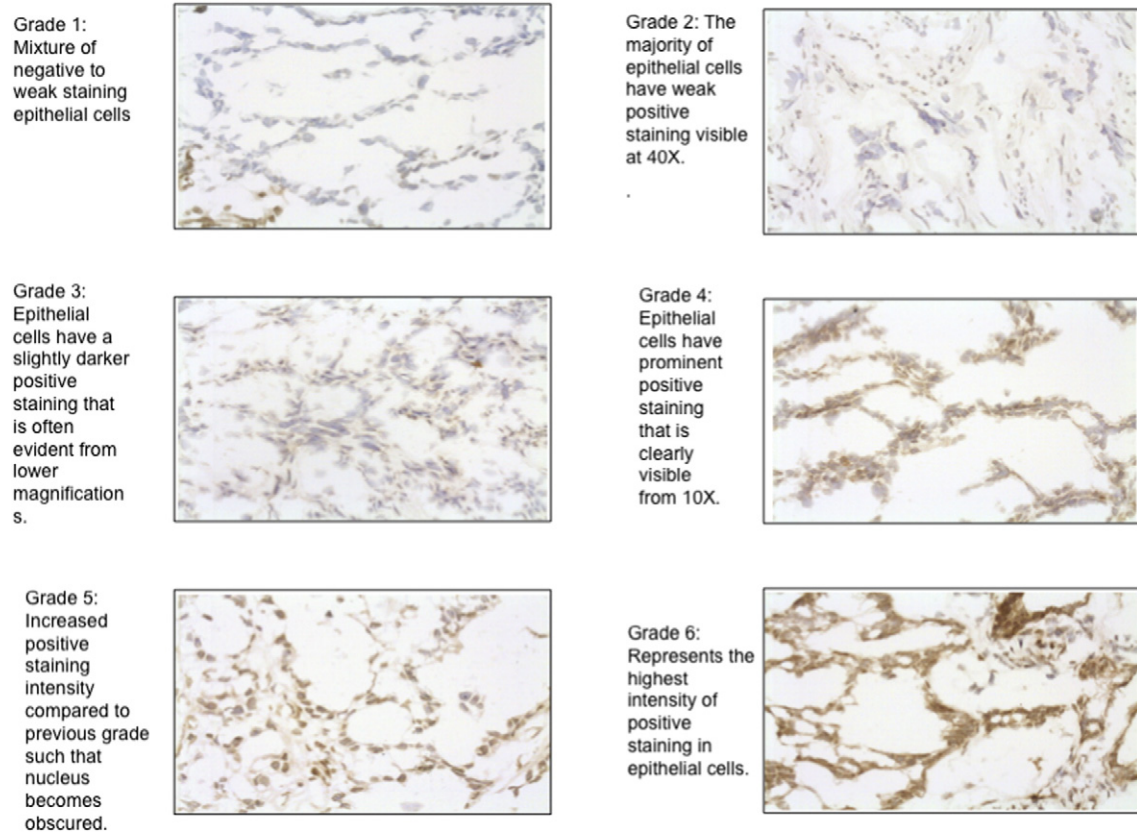 Grade 1:
Mixture of
negative to
weak staining
epithelial cells
Grade 2: The
majority of
epithelial cells
have weak
positive
staining visible
at 40X.
.
Grade 3:
Epithelial
cells have a
slightly darker
positive
staining that
is often
evident from
lower
magnification
s.
Grade 4:
Epithelial
cells have
prominent
positive
staining
that is
clearly
visible
from 10X.
Grade 5:
Increased
positive
staining
intensity
compared to
previous grade
such that
nucleus
becomes
obscured.
Grade 6:
Represents the
highest
intensity of
positive
staining in
epithelial cells.